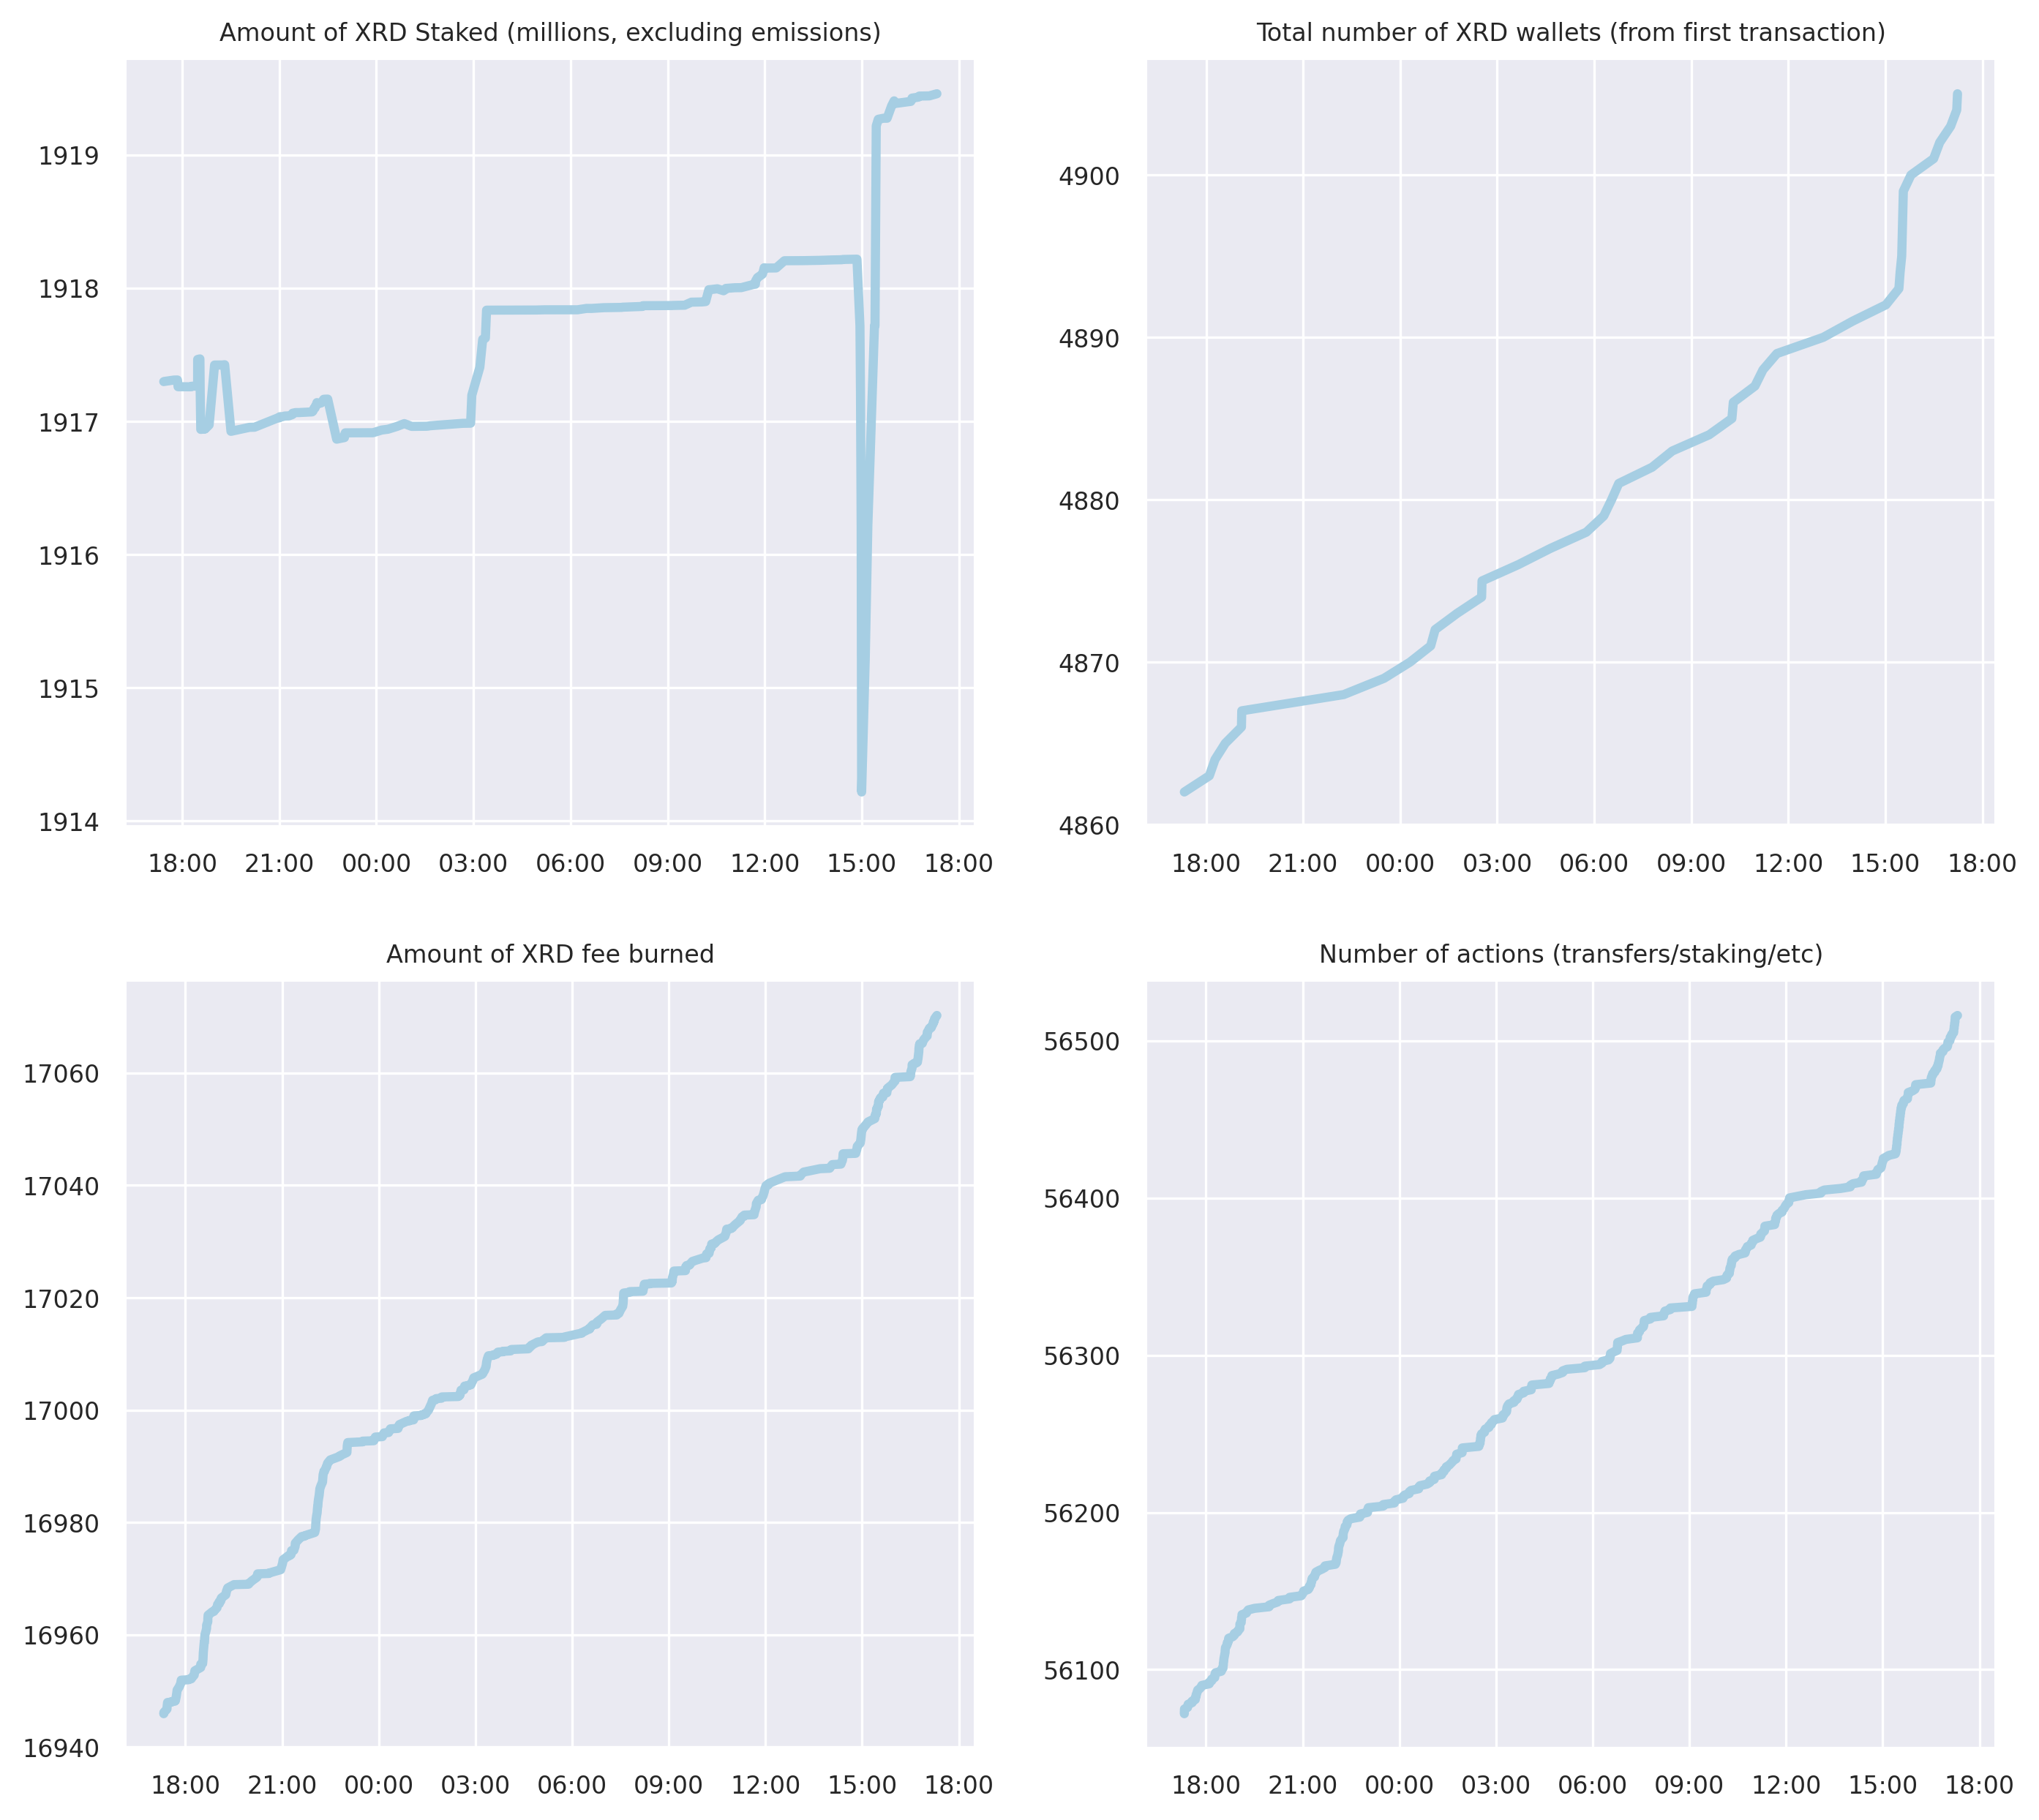 Amount of XRD Staked (millions, excluding emissions)
1919
1918
1917
1916
1915
1914
18:00 21:00 00:00 03:00 06:00 09:00 12:00 15:00 18:00
Total number of XRD wallets (from first transaction)
4900
4890
4880
4870
4860
18:00 21:00 00:00 03:00 06:00 09:00 12:00 15:00 18:00
Amount of XRD fee burned
17060
17040
17020
17000
16980
16960
16940
18:00 21:00 00:00 03:00 06:00 09:00 12:00 15:00 18:00
Number of actions (transfers/staking/etc)
56500
56400
56300
56200
56100
18:00 21:00 00:00 03:00 06:00 09:00 12:00 15:00 18:00